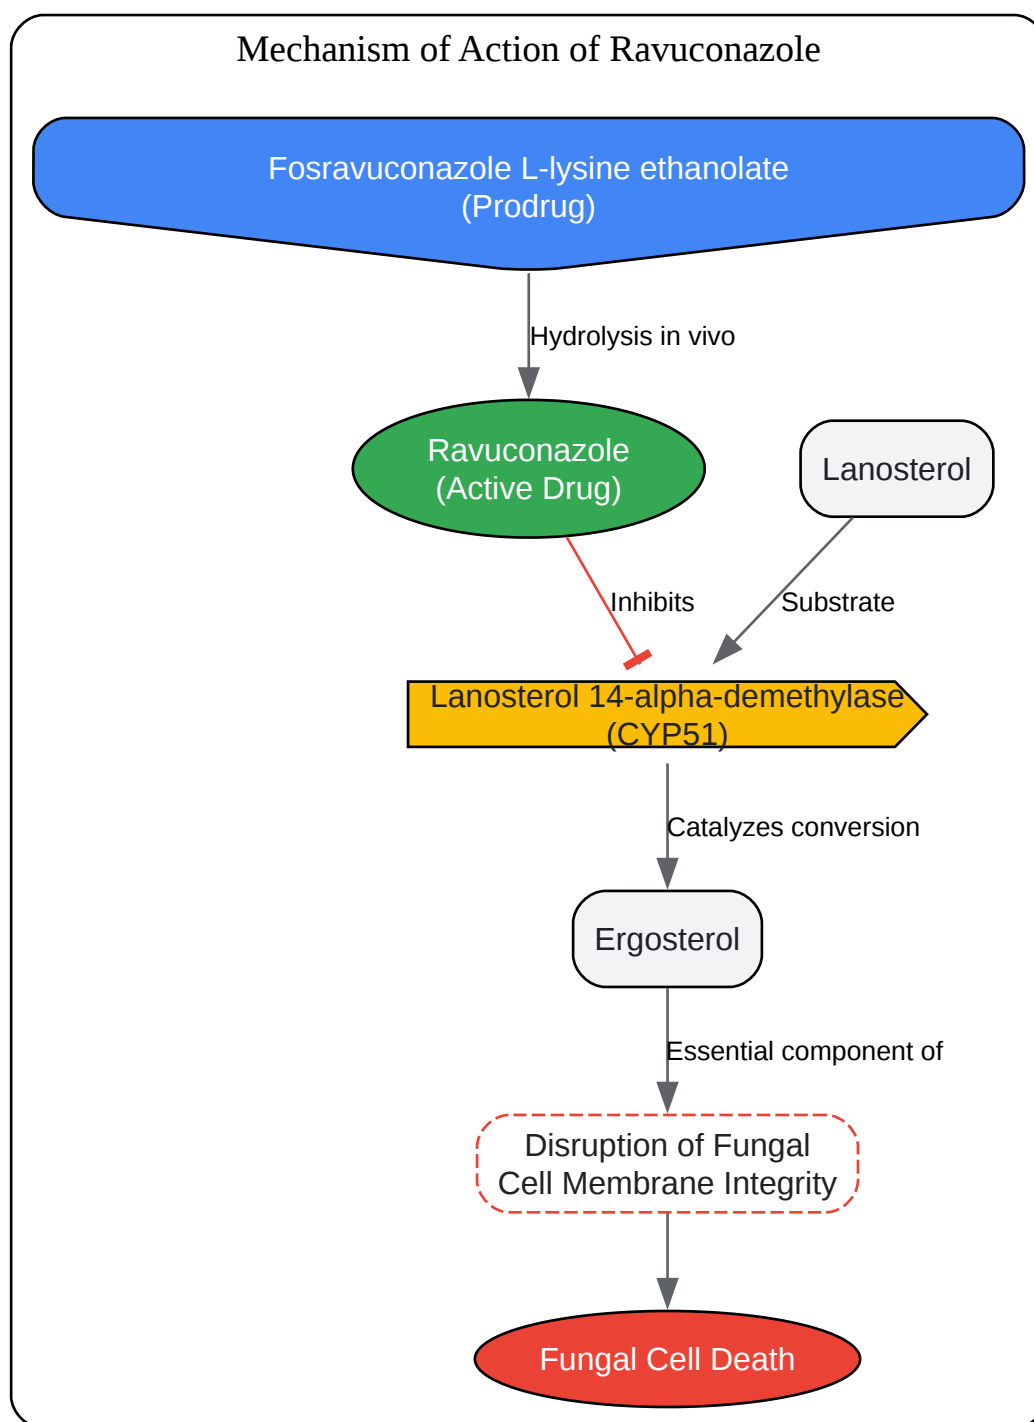 Mechanism of Action of Ravuconazole
Fosravuconazole L-lysine ethanolate
(Prodrug)
Hydrolysis in vivo
Ravuconazole
(Active Drug)
Lanosterol
Inhibits
Substrate
Lanosterol 14-alpha-demethylase
(CYP51)
Catalyzes conversion
Ergosterol
Essential component of
Disruption of Fungal
Cell Membrane Integrity
Fungal Cell Death